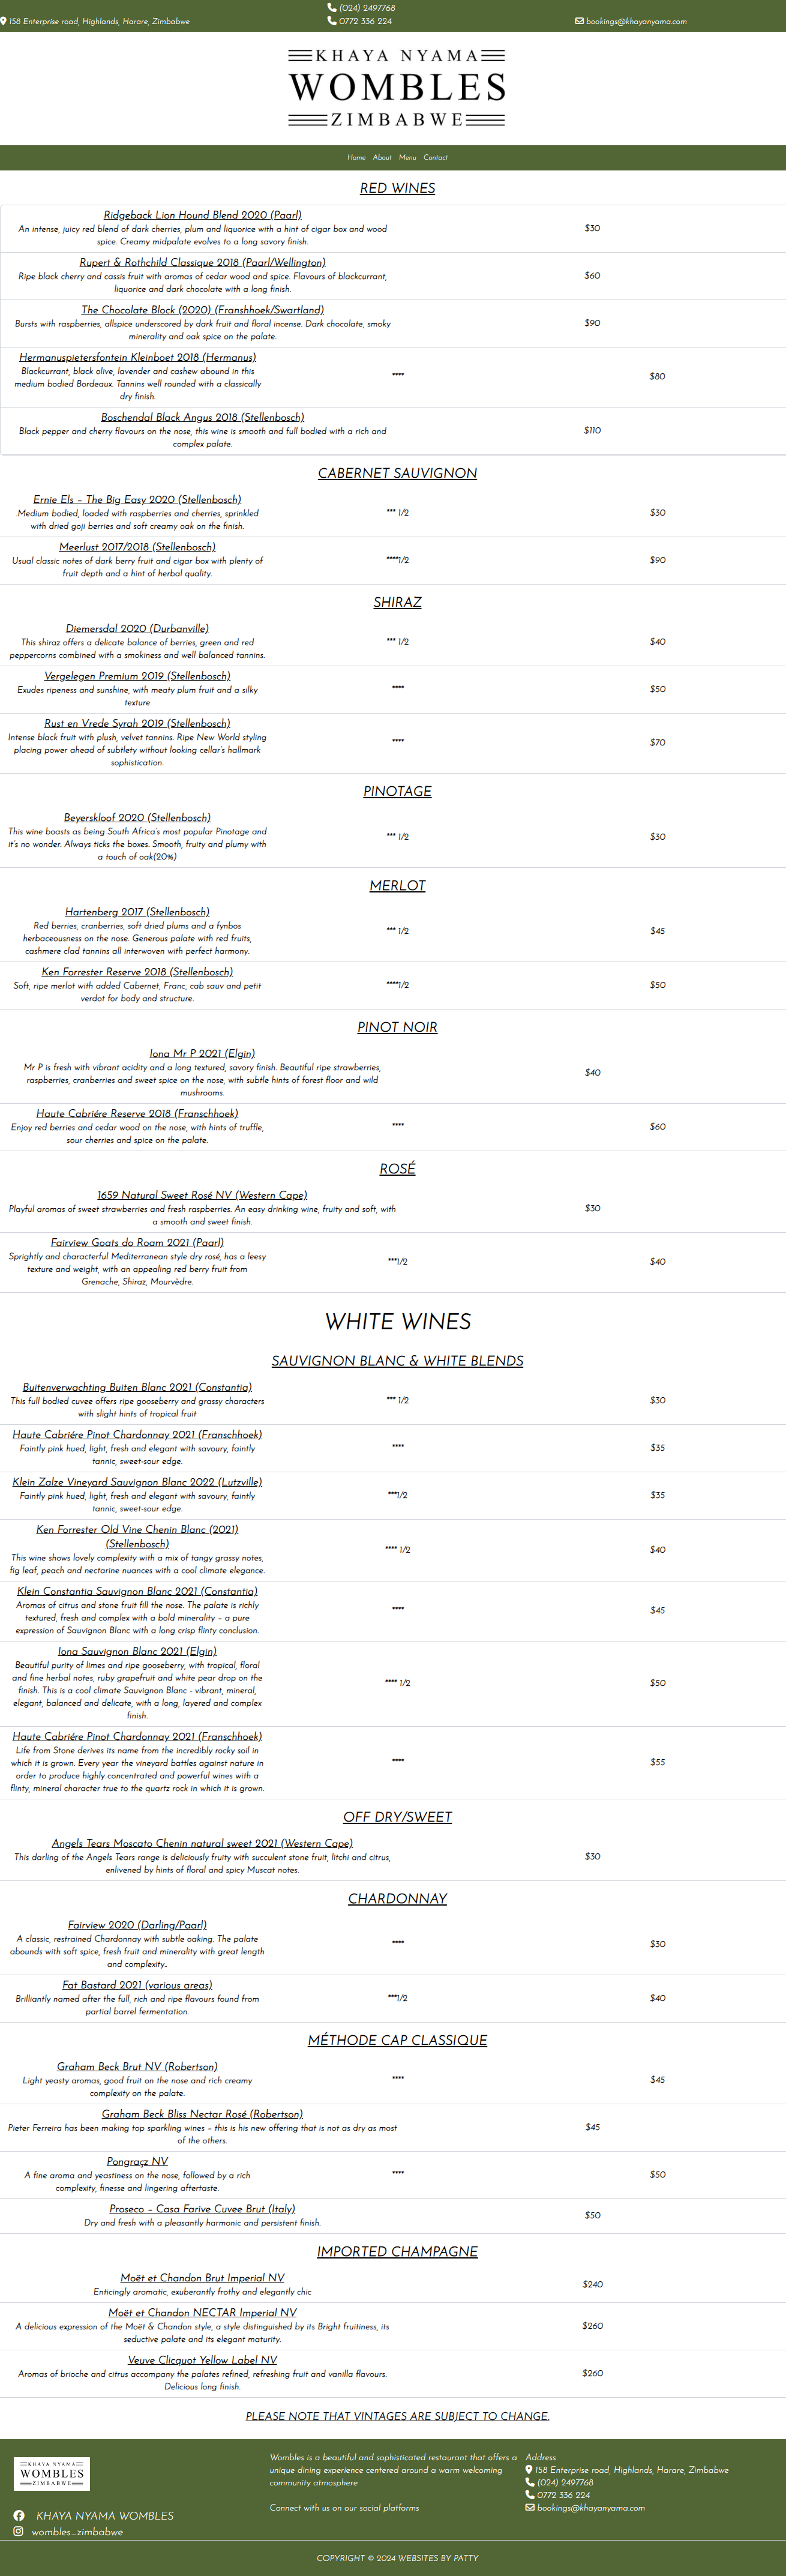 (024) 2497768
158 Enterprise road, Highlands, Harare, Zimbabwe
0772 336 224
bookings@khayanyama.com
KHAYA NYAMA
WOMBLES
ZIMBABWE
Home About Menu Contact
RED WINES
Ridgeback Lion Hound Blend 2020 (Paarl)
An intense, juicy red blend of dark cherries, plum and liquorice with a hint of cigar box and wood
spice. Creamy midpalate evolves to a long savory finish.
$30
Rupert & Rothchild Classique 2018 (Paarl/Wellington)
Ripe black cherry and cassis fruit with aromas of cedar wood and spice. Flavours of blackcurrant,
liquorice and dark chocolate with a long finish.
$60
The Chocolate Block (2020) (Franshhoek/Swartland)
Bursts with raspberries, allspice underscored by dark fruit and floral incense. Dark chocolate, smoky
minerality and oak spice on the palate.
$90
Hermanuspietersfontein Kleinboet 2018 (Hermanus)
Blackcurrant, black olive, lavender and cashew abound in this
medium bodied Bordeaux. Tannins well rounded with a classically
dry finish.
****
$80
Boschendal Black Angus 2018 (Stellenbosch)
Black pepper and cherry flavours on the nose, this wine is smooth and full bodied with a rich and
complex palate.
$110
CABERNET SAUVIGNON
Ernie Els – The Big Easy 2020 (Stellenbosch)
.Medium bodied, loaded with raspberries and cherries, sprinkled
with dried goji berries and soft creamy oak on the finish.
*** 1/2
$30
Meerlust 2017/2018 (Stellenbosch)
Usual classic notes of dark berry fruit and cigar box with plenty of
fruit depth and a hint of herbal quality.
****1/2
$90
SHIRAZ
Diemersdal 2020 (Durbanville)
This shiraz offers a delicate balance of berries, green and red
peppercorns combined with a smokiness and well balanced tannins.
*** 1/2
$40
Vergelegen Premium 2019 (Stellenbosch)
Exudes ripeness and sunshine, with meaty plum fruit and a silky
texture
****
$50
Rust en Vrede Syrah 2019 (Stellenbosch)
Intense black fruit with plush, velvet tannins. Ripe New World styling
placing power ahead of subtlety without looking cellar's hallmark
sophistication.
****
$70
PINOTAGE
Beyerskloof 2020 (Stellenbosch)
This wine boasts as being South Africa's most popular Pinotage and
it's no wonder. Always ticks the boxes. Smooth, fruity and plumy with
a touch of oak(20%)
*** 1/2
$30
MERLOT
Hartenberg 2017 (Stellenbosch)
Red berries, cranberries, soft dried plums and a fynbos
herbaceousness on the nose. Generous palate with red fruits,
cashmere clad tannins all interwoven with perfect harmony.
*** 1/2
$45
Ken Forrester Reserve 2018 (Stellenbosch)
Soft, ripe merlot with added Cabernet, Franc, cab sauv and petit
verdot for body and structure.
****1/2
$50
PINOT NOIR
Iona Mr P 2021 (Elgin)
Mr P is fresh with vibrant acidity and a long textured, savory finish. Beautiful ripe strawberries,
raspberries, cranberries and sweet spice on the nose, with subtle hints of forest floor and wild
mushrooms.
$40
Haute Cabriére Reserve 2018 (Franschhoek)
Enjoy red berries and cedar wood on the nose, with hints of truffle,
sour cherries and spice on the palate.
****
$60
ROSÉ
1659 Natural Sweet Rosé NV (Western Cape)
Playful aromas of sweet strawberries and fresh raspberries. An easy drinking wine, fruity and soft, with
a smooth and sweet finish.
$30
Fairview Goats do Roam 2021 (Paarl)
Sprightly and characterful Mediterranean style dry rosé, has a leesy
texture and weight, with an appealing red berry fruit from
Grenache, Shiraz, Mourvèdre.
***1/2
$40
WHITE WINES
SAUVIGNON BLANC & WHITE BLENDS
Buitenverwachting Buiten Blanc 2021 (Constantia)
This full bodied cuvee offers ripe gooseberry and grassy characters
with slight hints of tropical fruit
*** 1/2
$30
Haute Cabriére Pinot Chardonnay 2021 (Franschhoek)
Faintly pink hued, light, fresh and elegant with savoury, faintly
tannic, sweet-sour edge.
****
$35
Klein Zalze Vineyard Sauvignon Blanc 2022 (Lutzville)
Faintly pink hued, light, fresh and elegant with savoury, faintly
tannic, sweet-sour edge.
***1/2
$35
Ken Forrester Old Vine Chenin Blanc (2021)
(Stellenbosch)
This wine shows lovely complexity with a mix of tangy grassy notes,
fig leaf, peach and nectarine nuances with a cool climate elegance.
**** 1/2
$40
Klein Constantia Sauvignon Blanc 2021 (Constantia)
Aromas of citrus and stone fruit fill the nose. The palate is richly
textured, fresh and complex with a bold minerality – a pure
expression of Sauvignon Blanc with a long crisp flinty conclusion.
****
$45
Iona Sauvignon Blanc 2021 (Elgin)
Beautiful purity of limes and ripe gooseberry, with tropical, floral
and fine herbal notes, ruby grapefruit and white pear drop on the
finish. This is a cool climate Sauvignon Blanc - vibrant, mineral,
elegant, balanced and delicate, with a long, layered and complex
finish.
**** 1/2
$50
Haute Cabriére Pinot Chardonnay 2021 (Franschhoek)
Life from Stone derives its name from the incredibly rocky soil in
which it is grown. Every year the vineyard battles against nature in
order to produce highly concentrated and powerful wines with a
flinty, mineral character true to the quartz rock in which it is grown.
****
$55
OFF DRY/SWEET
Angels Tears Moscato Chenin natural sweet 2021 (Western Cape)
This darling of the Angels Tears range is deliciously fruity with succulent stone fruit, litchi and citrus,
enlivened by hints of floral and spicy Muscat notes.
$30
CHARDONNAY
Fairview 2020 (Darling/Paarl)
A classic, restrained Chardonnay with subtle oaking. The palate
abounds with soft spice, fresh fruit and minerality with great length
and complexity..
****
$30
Fat Bastard 2021 (various areas)
Brilliantly named after the full, rich and ripe flavours found from
partial barrel fermentation.
***1/2
$40
MÉTHODE CAP CLASSIQUE
Graham Beck Brut NV (Robertson)
Light yeasty aromas, good fruit on the nose and rich creamy
complexity on the palate.
****
$45
Graham Beck Bliss Nectar Rosé (Robertson)
Pieter Ferreira has been making top sparkling wines – this is his new offering that is not as dry as most
of the others.
$45
Pongraçz NV
A fine aroma and yeastiness on the nose, followed by a rich
complexity, finesse and lingering aftertaste.
****
$50
Proseco – Casa Farive Cuvee Brut (Italy)
Dry and fresh with a pleasantly harmonic and persistent finish.
$50
IMPORTED CHAMPAGNE
Moët et Chandon Brut Imperial NV
Enticingly aromatic, exuberantly frothy and elegantly chic
$240
Moët et Chandon NECTAR Imperial NV
A delicious expression of the Moët & Chandon style, a style distinguished by its Bright fruitiness, its
seductive palate and its elegant maturity.
$260
Veuve Clicquot Yellow Label NV
Aromas of brioche and citrus accompany the palates refined, refreshing fruit and vanilla flavours.
Delicious long finish.
$260
PLEASE NOTE THAT VINTAGES ARE SUBJECT TO CHANGE.
KHAYA NYAMA
WOMBLES
ZIMBABWE
KHAYA NYAMA WOMBLES
wombles_zimbabwe
Wombles is a beautiful and sophisticated restaurant that offers a
unique dining experience centered around a warm welcoming
community atmosphere
Connect with us on our social platforms
Address
158 Enterprise road, Highlands, Harare, Zimbabwe
(024) 2497768
0772 336 224
bookings@khayanyama.com
COPYRIGHT © 2024 WEBSITES BY PATTY